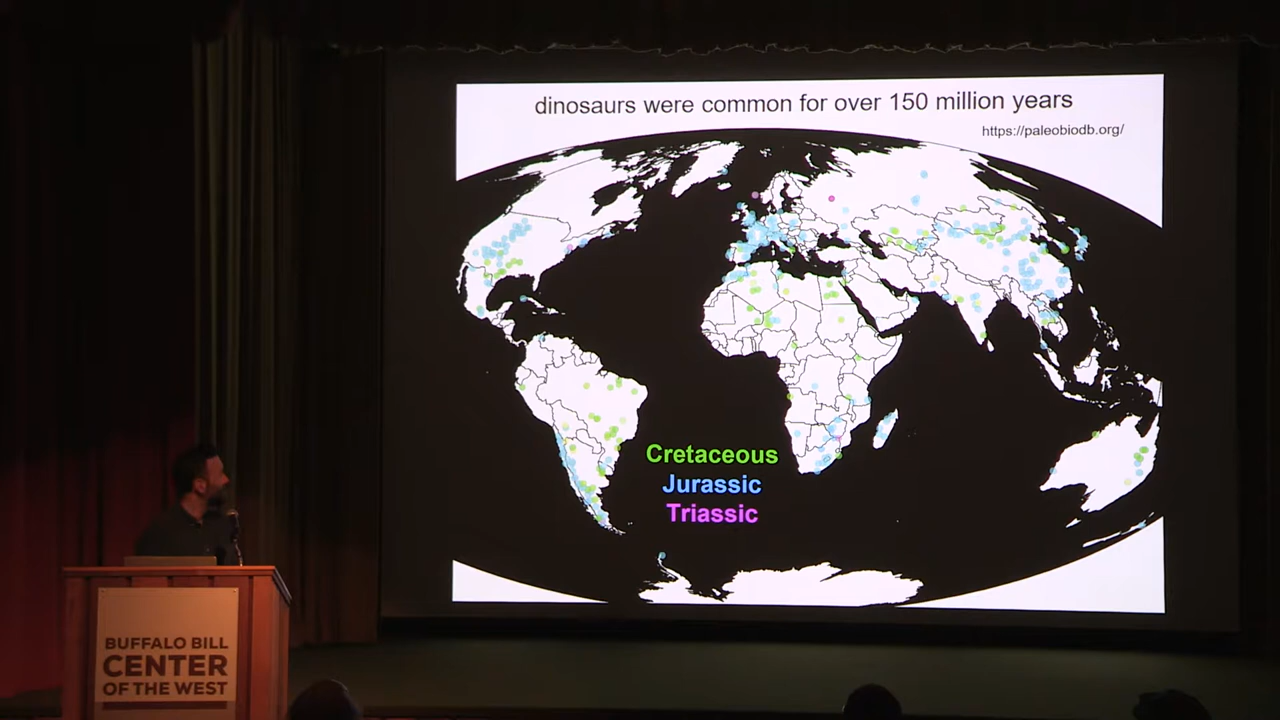 dinosaurs were common for over 150 million years
https://paleobiodb.org/
Cretaceous
Jurassic
Triassic
BUFFALO BILL
CENTER
OF THE WEST